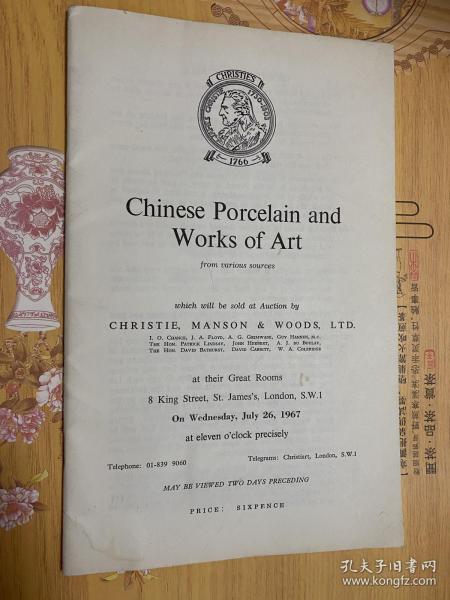 CHRISTIE'S
JAMES CHRISTIE 1730-1803
1766
Chinese Porcelain and
Works of Art
from various sources
which will be sold at Auction by
CHRISTIE, MANSON & WOODS, LTD.
I. O. CHANCE, J. A. FLOYD, A. G. GRIMWADE, GUY HANNEN, M.C.
THE HON. PATRICK LINDSAY, JOHN HERBERT, A. J. DU BOULAY,
THE HON. DAVID BATHURST, DAVID CARRITT, W. A. COLERIDGE
at their Great Rooms
8 King Street, St. James's, London, S.W.1
On Wednesday, July 26, 1967
at eleven o'clock precisely
Telephone: 01-839 9060
Telegrams: Christiart, London, S.W.1
MAY BE VIEWED TWO DAYS PRECEDING
PRICE: SIXPENCE
孔夫子旧书网
www.kongfz.com